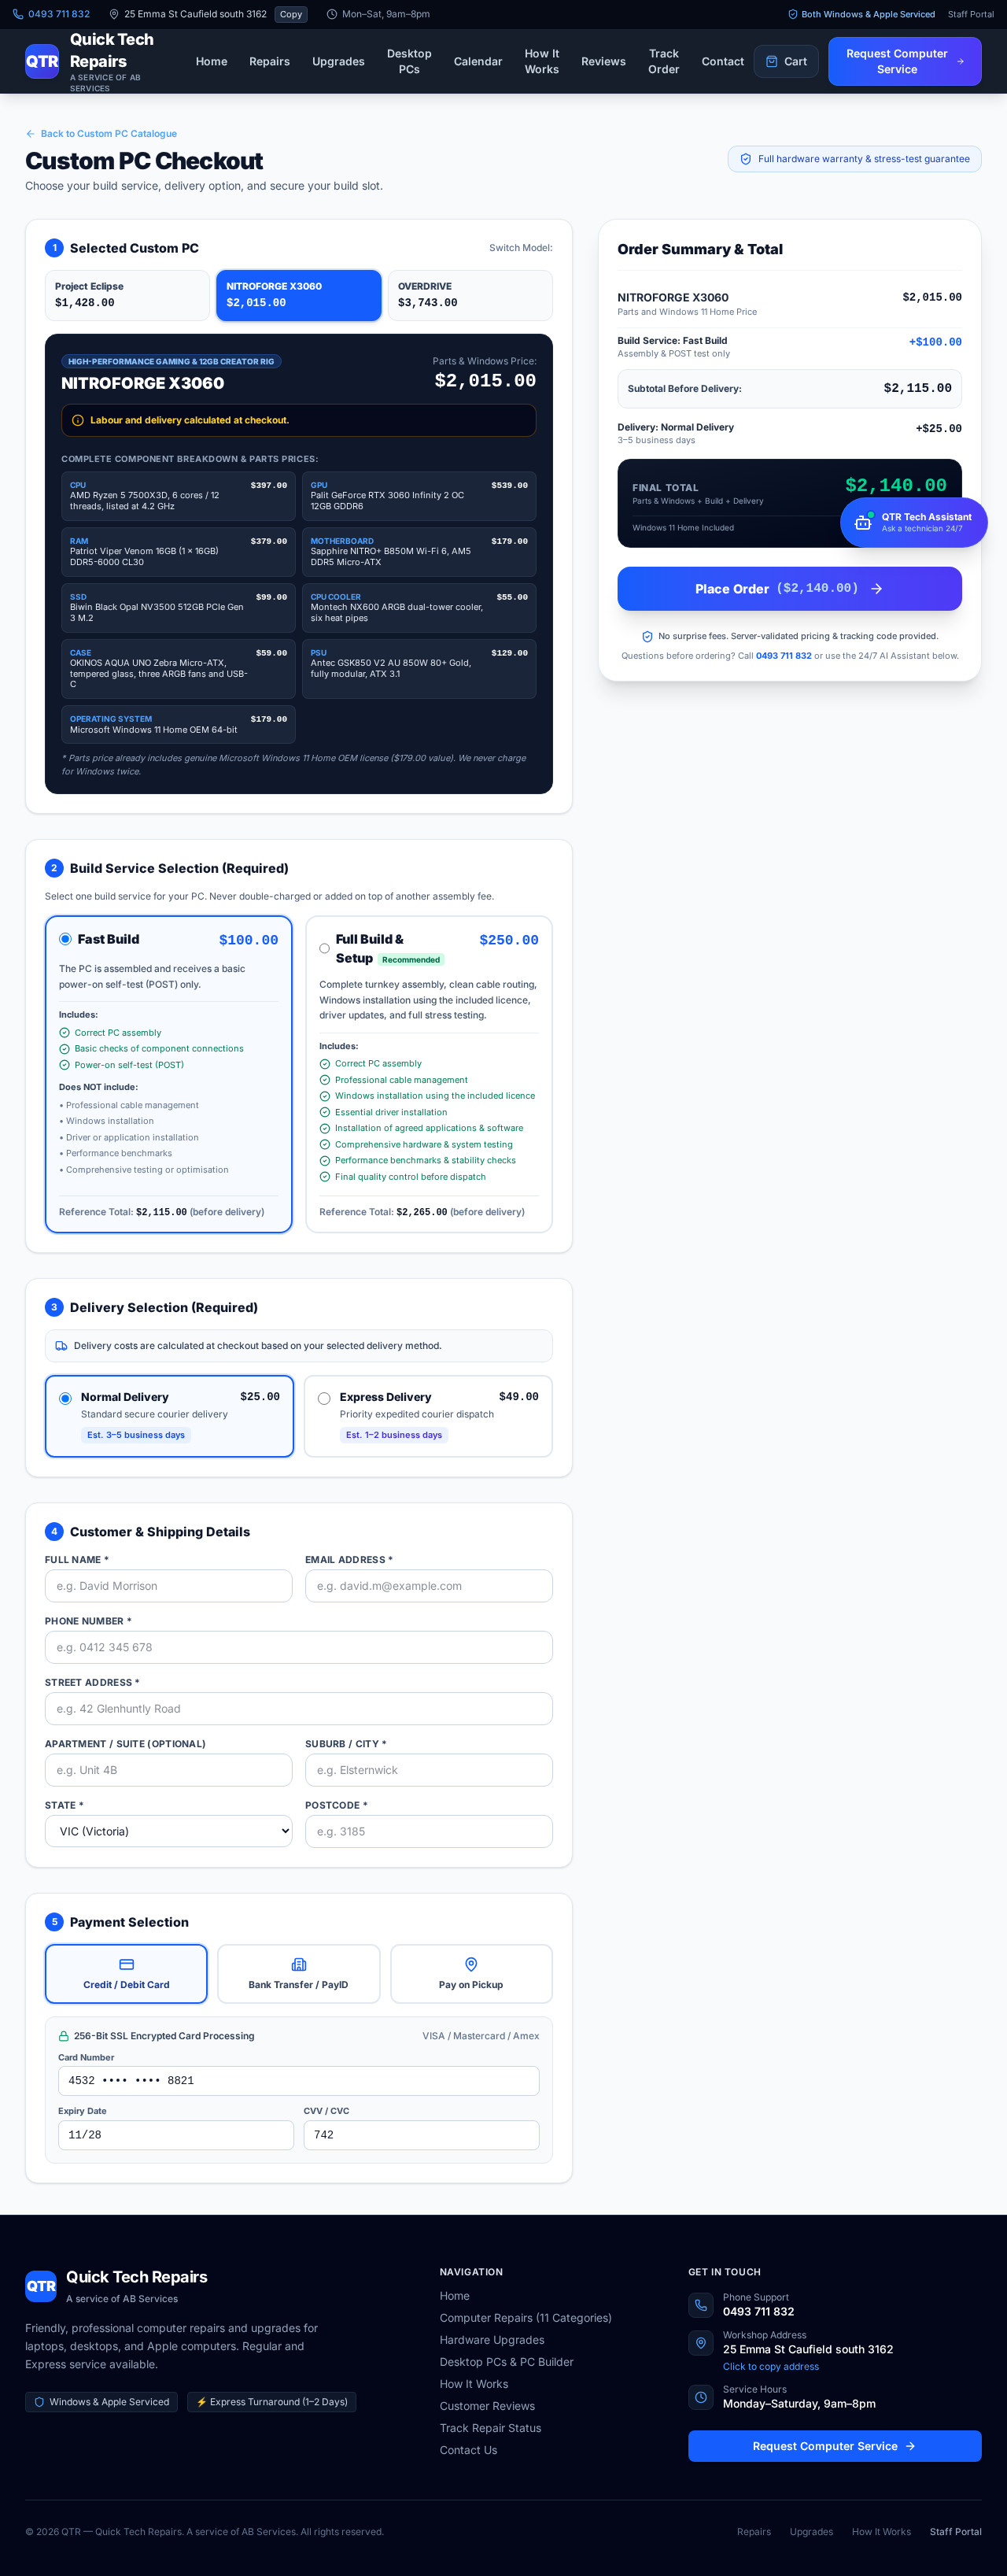 0493 711 832
25 Emma St Caufield south 3162
Copy
Mon–Sat, 9am–8pm
Both Windows & Apple Serviced
Staff Portal
QTR
Quick Tech
Repairs
A SERVICE OF AB
SERVICES
Home
Repairs
Upgrades
Desktop
PCs
Calendar
How It
Works
Reviews
Track
Order
Contact
Cart
Request Computer
Service
Back to Custom PC Catalogue
Custom PC Checkout
Choose your build service, delivery option, and secure your build slot.
Full hardware warranty & stress-test guarantee
1 Selected Custom PC
Switch Model:
Project Eclipse
$1,428.00
NITROFORGE X3060
$2,015.00
OVERDRIVE
$3,743.00
HIGH-PERFORMANCE GAMING & 12GB CREATOR RIG
NITROFORGE X3060
Parts & Windows Price:
$2,015.00
Labour and delivery calculated at checkout.
COMPLETE COMPONENT BREAKDOWN & PARTS PRICES:
CPU $397.00
AMD Ryzen 5 7500X3D, 6 cores / 12
threads, listed at 4.2 GHz
GPU $539.00
Palit GeForce RTX 3060 Infinity 2 OC
12GB GDDR6
RAM $379.00
Patriot Viper Venom 16GB (1 × 16GB)
DDR5-6000 CL30
MOTHERBOARD $179.00
Sapphire NITRO+ B850M Wi-Fi 6, AM5
DDR5 Micro-ATX
SSD $99.00
Biwin Black Opal NV3500 512GB PCIe Gen
3 M.2
CPU COOLER $55.00
Montech NX600 ARGB dual-tower cooler,
six heat pipes
CASE $59.00
OKINOS AQUA UNO Zebra Micro-ATX,
tempered glass, three ARGB fans and USB-
C
PSU $129.00
Antec GSK850 V2 AU 850W 80+ Gold,
fully modular, ATX 3.1
OPERATING SYSTEM $179.00
Microsoft Windows 11 Home OEM 64-bit
* Parts price already includes genuine Microsoft Windows 11 Home OEM license ($179.00 value). We never charge
for Windows twice.
Order Summary & Total
NITROFORGE X3060 $2,015.00
Parts and Windows 11 Home Price
Build Service: Fast Build +$100.00
Assembly & POST test only
Subtotal Before Delivery: $2,115.00
Delivery: Normal Delivery +$25.00
3–5 business days
FINAL TOTAL $2,140.00
Parts & Windows + Build + Delivery
Windows 11 Home Included
QTR Tech Assistant
Ask a technician 24/7
Place Order ($2,140.00)
No surprise fees. Server-validated pricing & tracking code provided.
Questions before ordering? Call 0493 711 832 or use the 24/7 AI Assistant below.
2 Build Service Selection (Required)
Select one build service for your PC. Never double-charged or added on top of another assembly fee.
Fast Build $100.00
The PC is assembled and receives a basic
power-on self-test (POST) only.
Includes:
Correct PC assembly
Basic checks of component connections
Power-on self-test (POST)
Does NOT include:
• Professional cable management
• Windows installation
• Driver or application installation
• Performance benchmarks
• Comprehensive testing or optimisation
Reference Total: $2,115.00 (before delivery)
Full Build &
Setup Recommended
$250.00
Complete turnkey assembly, clean cable routing,
Windows installation using the included licence,
driver updates, and full stress testing.
Includes:
Correct PC assembly
Professional cable management
Windows installation using the included licence
Essential driver installation
Installation of agreed applications & software
Comprehensive hardware & system testing
Performance benchmarks & stability checks
Final quality control before dispatch
Reference Total: $2,265.00 (before delivery)
3 Delivery Selection (Required)
Delivery costs are calculated at checkout based on your selected delivery method.
Normal Delivery $25.00
Standard secure courier delivery
Est. 3–5 business days
Express Delivery $49.00
Priority expedited courier dispatch
Est. 1–2 business days
4 Customer & Shipping Details
FULL NAME *
e.g. David Morrison
EMAIL ADDRESS *
e.g. david.m@example.com
PHONE NUMBER *
e.g. 0412 345 678
STREET ADDRESS *
e.g. 42 Glenhuntly Road
APARTMENT / SUITE (OPTIONAL)
e.g. Unit 4B
SUBURB / CITY *
e.g. Elsternwick
STATE *
VIC (Victoria)
POSTCODE *
e.g. 3185
5 Payment Selection
Credit / Debit Card
Bank Transfer / PayID
Pay on Pickup
256-Bit SSL Encrypted Card Processing
VISA / Mastercard / Amex
Card Number
4532 •••• •••• 8821
Expiry Date
11/28
CVV / CVC
742
QTR
Quick Tech Repairs
A service of AB Services
Friendly, professional computer repairs and upgrades for
laptops, desktops, and Apple computers. Regular and
Express service available.
Windows & Apple Serviced
⚡ Express Turnaround (1–2 Days)
NAVIGATION
Home
Computer Repairs (11 Categories)
Hardware Upgrades
Desktop PCs & PC Builder
How It Works
Customer Reviews
Track Repair Status
Contact Us
GET IN TOUCH
Phone Support
0493 711 832
Workshop Address
25 Emma St Caufield south 3162
Click to copy address
Service Hours
Monday–Saturday, 9am–8pm
Request Computer Service
© 2026 QTR — Quick Tech Repairs. A service of AB Services. All rights reserved.
Repairs
Upgrades
How It Works
Staff Portal